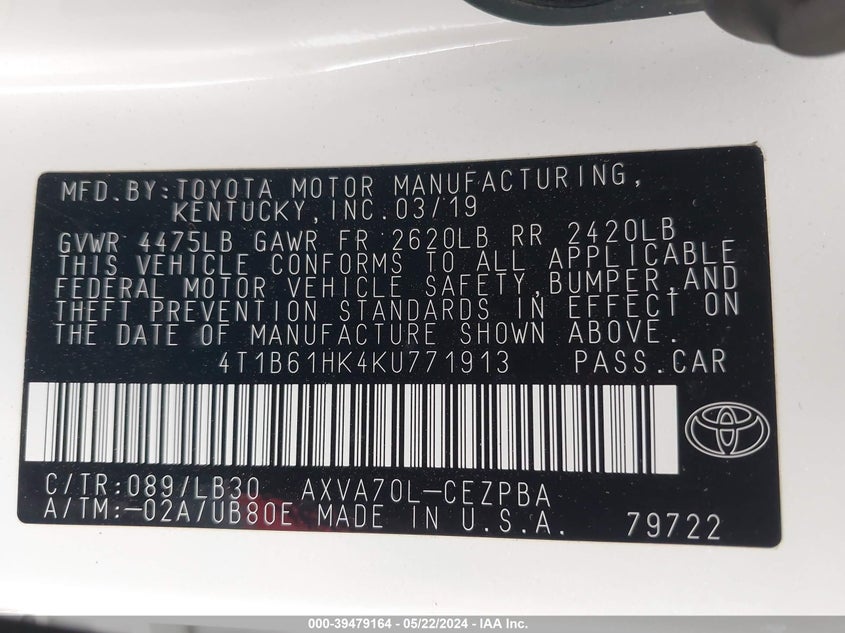 MFD.BY:TOYOTA MOTOR MANUFACTURING,
KENTUCKY,INC.03/19
GVWR 4475LB GAWR FR 2620LB RR 2420LB
THIS VEHICLE CONFORMS TO ALL APPLICABLE
FEDERAL MOTOR VEHICLE SAFETY,BUMPER,AND
THEFT PREVENTION STANDARDS IN EFFECT ON
THE DATE OF MANUFACTURE SHOWN ABOVE.
4T1B61HK4KU771913 PASS.CAR
C/TR:089/LB30 AXVA70L-CEZPBA
A/TM:-02A/UB80E MADE IN U.S.A. 79722
000-39479164 - 05/22/2024 - IAA Inc.